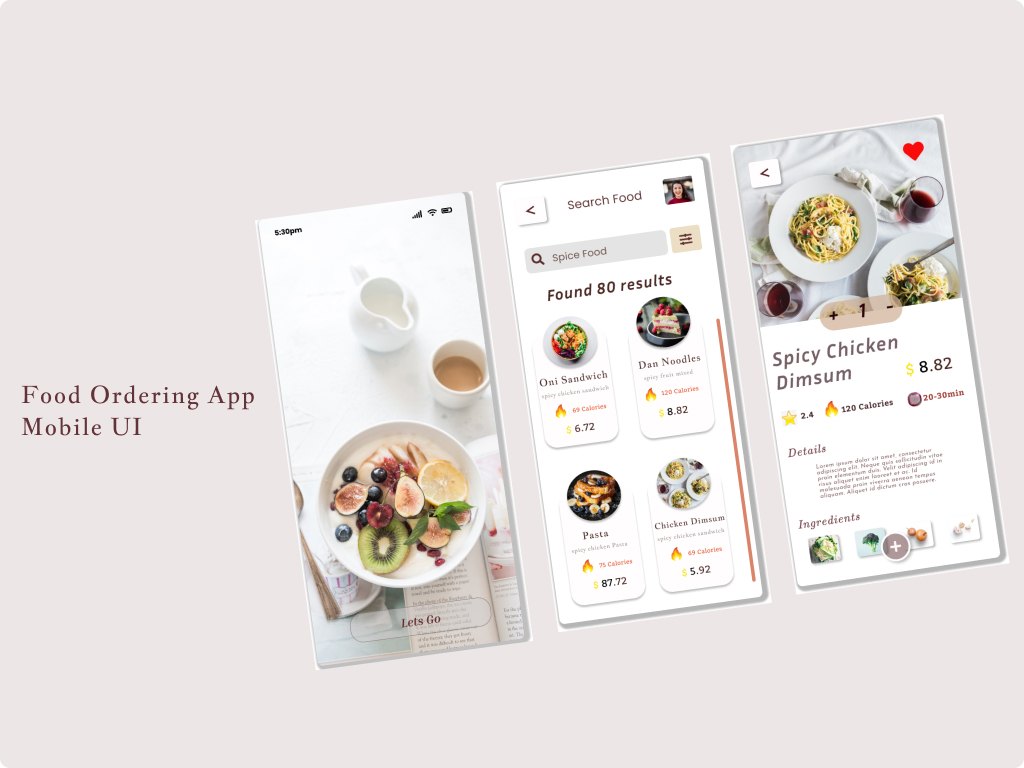 Food Ordering App
Mobile UI
5:30pm
Lets Go
<
Search Food
Spice Food
Found 80 results
Oni Sandwich
spicy chicken sandwich
69 Calories
$ 6.72
Dan Noodles
spicy fruit mixed
120 Calories
$ 8.82
Pasta
spicy chicken Pasta
75 Calories
$ 87.72
Chicken Dimsum
spicy chicken sandwich
69 Calories
$ 5.92
<
+ 1 -
Spicy Chicken
Dimsum
$ 8.82
2.4
120 Calories
20-30min
Details
Lorem ipsum dolor sit amet, consectetur
adipiscing elit. Neque quis sollicitudin vitae
proin elementum duis. Velit adipiscing id in
risus aliquet enim laoreet et ac. Id
malesuada proin viverra aenean tempus
aliquam. Aliquet id dictum cras posuere.
Ingredients
+